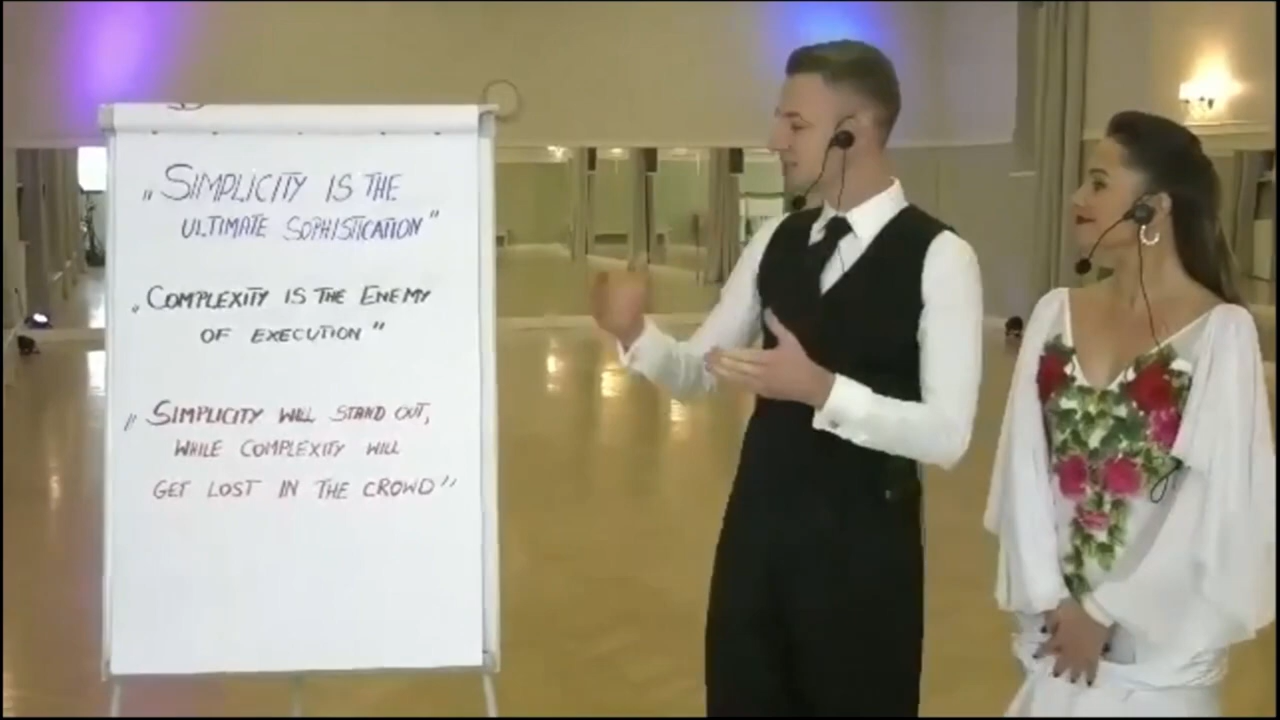 „SIMPLICITY IS THE
ULTIMATE SOPHISTICATION"
„COMPLEXITY IS THE ENEMY
OF EXECUTION"
„SIMPLICITY WILL STAND OUT,
WHILE COMPLEXITY WILL
GET LOST IN THE CROWD"